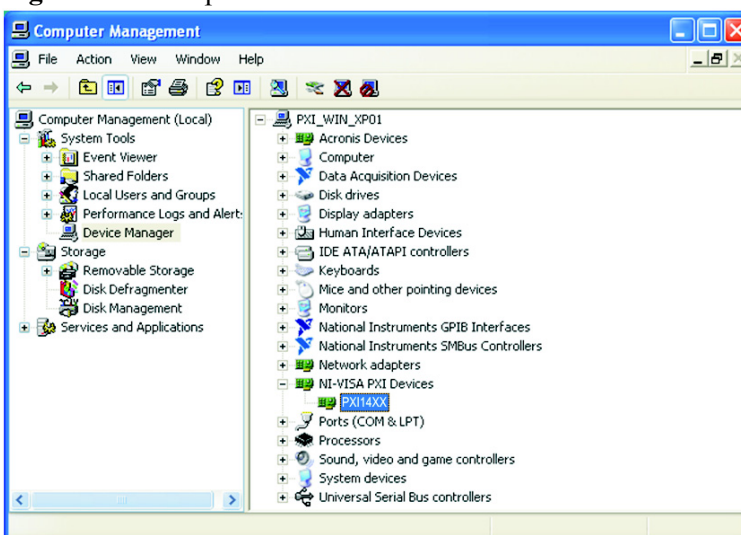 Computer Management
File Action View Window Help
Computer Management (Local)
System Tools
Event Viewer
Shared Folders
Local Users and Groups
Performance Logs and Alert
Device Manager
Storage
Removable Storage
Disk Defragmenter
Disk Management
Services and Applications
PXI_WIN_XP01
Acronis Devices
Computer
Data Acquisition Devices
Disk drives
Display adapters
Human Interface Devices
IDE ATA/ATAPI controllers
Keyboards
Mice and other pointing devices
Monitors
National Instruments GPIB Interfaces
National Instruments SMBus Controllers
Network adapters
NI-VISA PXI Devices
PXI14XX
Ports (COM & LPT)
Processors
Sound, video and game controllers
System devices
Universal Serial Bus controllers